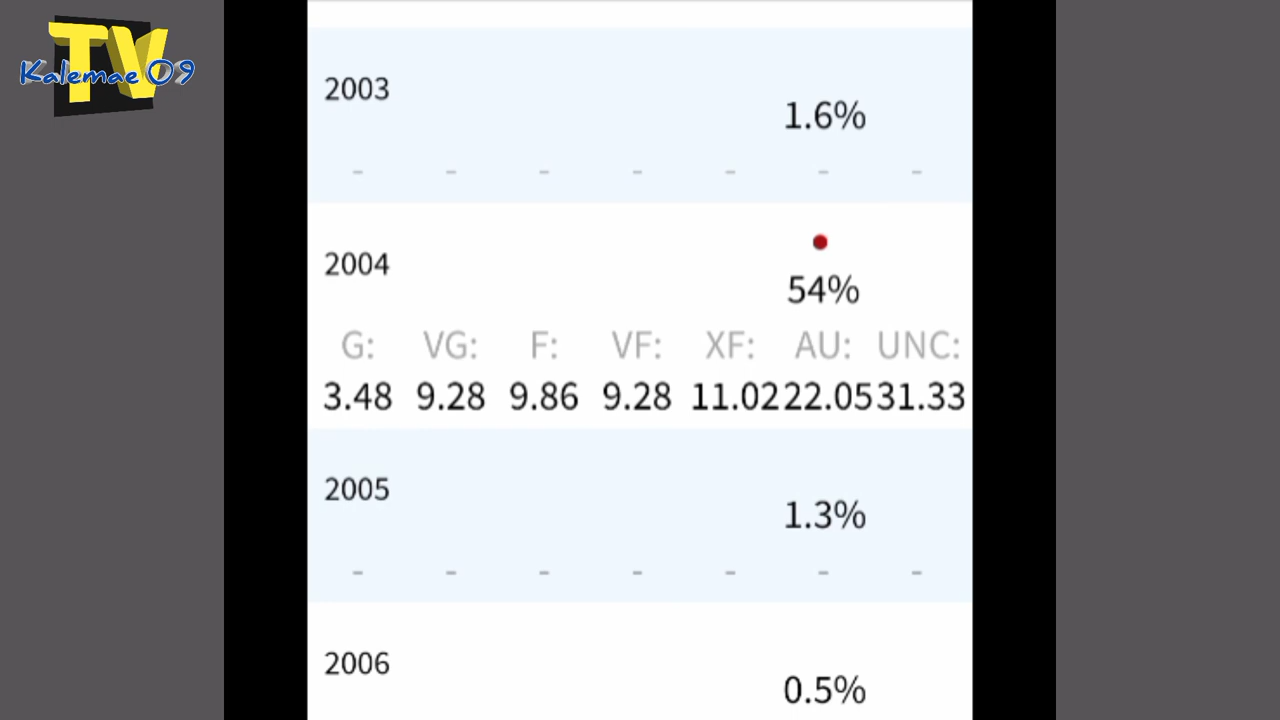 TV
Kalemae 09
2003
1.6%
- - - - - - -
2004
54%
G: VG: F: VF: XF: AU: UNC:
3.48 9.28 9.86 9.28 11.02 22.05 31.33
2005
1.3%
- - - - - - -
2006
0.5%